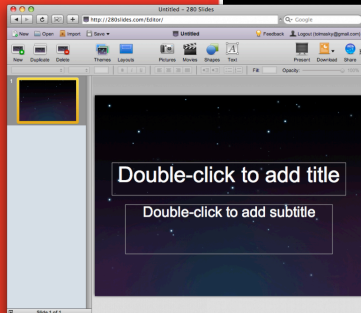 Untitled - 280 Slides
http://280slides.com/Editor/
Google
New Open Import Save Untitled Feedback Logout (tolmasky@gmail.com)
New Duplicate Delete Themes Layouts Pictures Movies Shapes Text Present Download Share
Fill: Opacity: 100%
1
Double-click to add title
Double-click to add subtitle
Slide 1 of 1